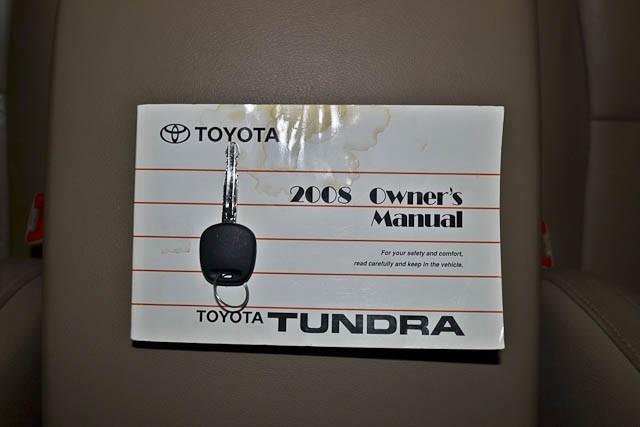 TOYOTA
2008 Owner's
Manual
For your safety and comfort,
read carefully and keep in the vehicle.
TOYOTA TUNDRA